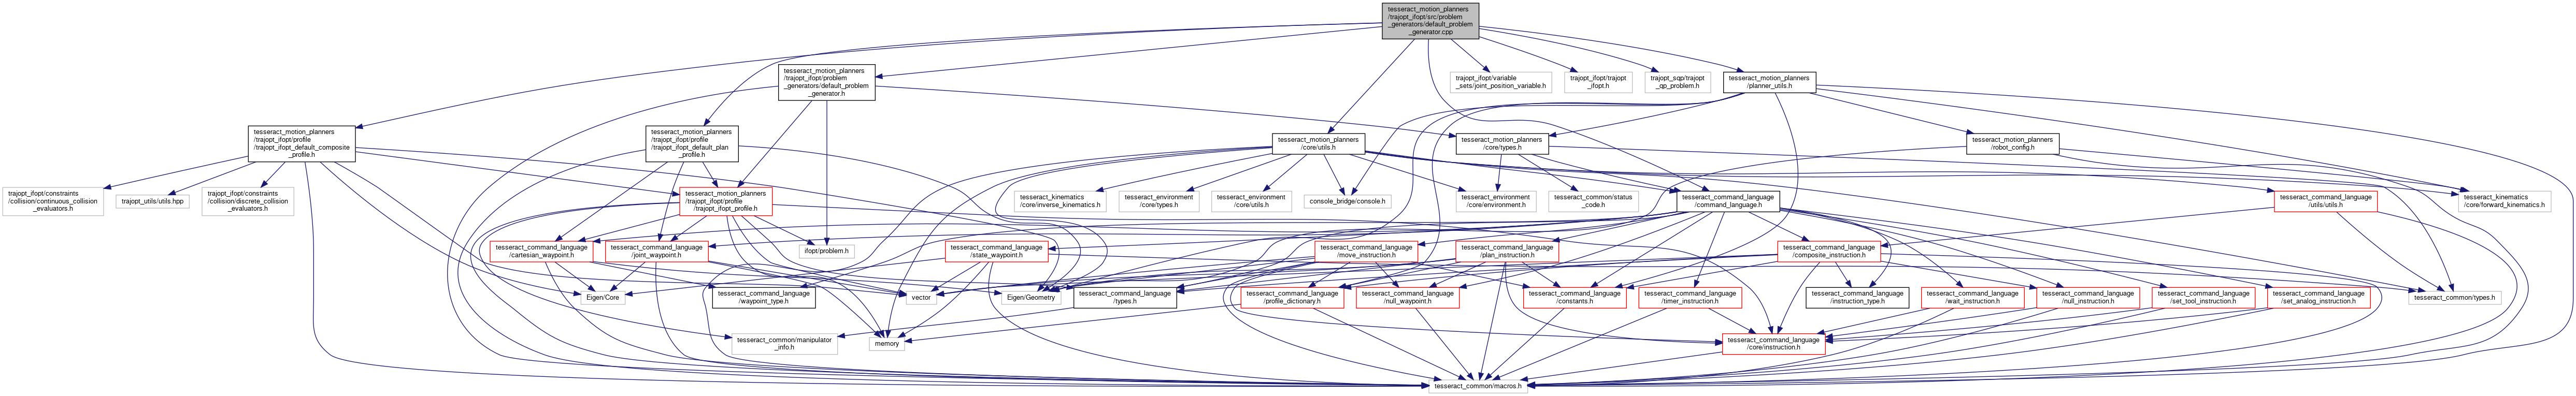 tesseract_motion_planners
/trajopt_ifopt/src/problem
_generators/default_problem
_generator.cpp
tesseract_motion_planners
/trajopt_ifopt/problem
_generators/default_problem
_generator.h
trajopt_ifopt/variable
_sets/joint_position_variable.h
trajopt_ifopt/trajopt
_ifopt.h
trajopt_sqp/trajopt
_qp_problem.h
tesseract_motion_planners
/planner_utils.h
tesseract_motion_planners
/trajopt_ifopt/profile
/trajopt_ifopt_default_composite
_profile.h
tesseract_motion_planners
/trajopt_ifopt/profile
/trajopt_ifopt_default_plan
_profile.h
tesseract_motion_planners
/core/utils.h
tesseract_motion_planners
/core/types.h
tesseract_motion_planners
/robot_config.h
trajopt_ifopt/constraints
/collision/continuous_collision
_evaluators.h
trajopt_utils/utils.hpp
trajopt_ifopt/constraints
/collision/discrete_collision
_evaluators.h
tesseract_motion_planners
/trajopt_ifopt/profile
/trajopt_ifopt_profile.h
tesseract_kinematics
/core/inverse_kinematics.h
tesseract_environment
/core/types.h
tesseract_environment
/core/utils.h
console_bridge/console.h
tesseract_environment
/core/environment.h
tesseract_common/status
_code.h
tesseract_command_language
/command_language.h
tesseract_command_language
/utils/utils.h
tesseract_kinematics
/core/forward_kinematics.h
tesseract_command_language
/cartesian_waypoint.h
tesseract_command_language
/joint_waypoint.h
ifopt/problem.h
tesseract_command_language
/state_waypoint.h
tesseract_command_language
/move_instruction.h
tesseract_command_language
/plan_instruction.h
tesseract_command_language
/composite_instruction.h
Eigen/Core
tesseract_command_language
/waypoint_type.h
vector
Eigen/Geometry
tesseract_command_language
/types.h
tesseract_command_language
/profile_dictionary.h
tesseract_command_language
/null_waypoint.h
tesseract_command_language
/constants.h
tesseract_command_language
/timer_instruction.h
tesseract_command_language
/instruction_type.h
tesseract_command_language
/wait_instruction.h
tesseract_command_language
/null_instruction.h
tesseract_command_language
/set_tool_instruction.h
tesseract_command_language
/set_analog_instruction.h
tesseract_common/types.h
tesseract_common/manipulator
_info.h
memory
tesseract_command_language
/core/instruction.h
tesseract_common/macros.h